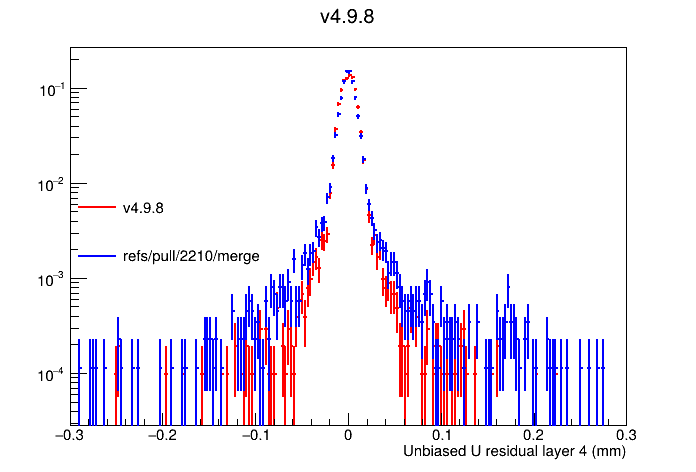 v4.9.8
10⁻¹
10⁻²
v4.9.8
refs/pull/2210/merge
10⁻³
10⁻⁴
−0.3 −0.2 −0.1 0 0.1 0.2 0.3
Unbiased U residual layer 4 (mm)